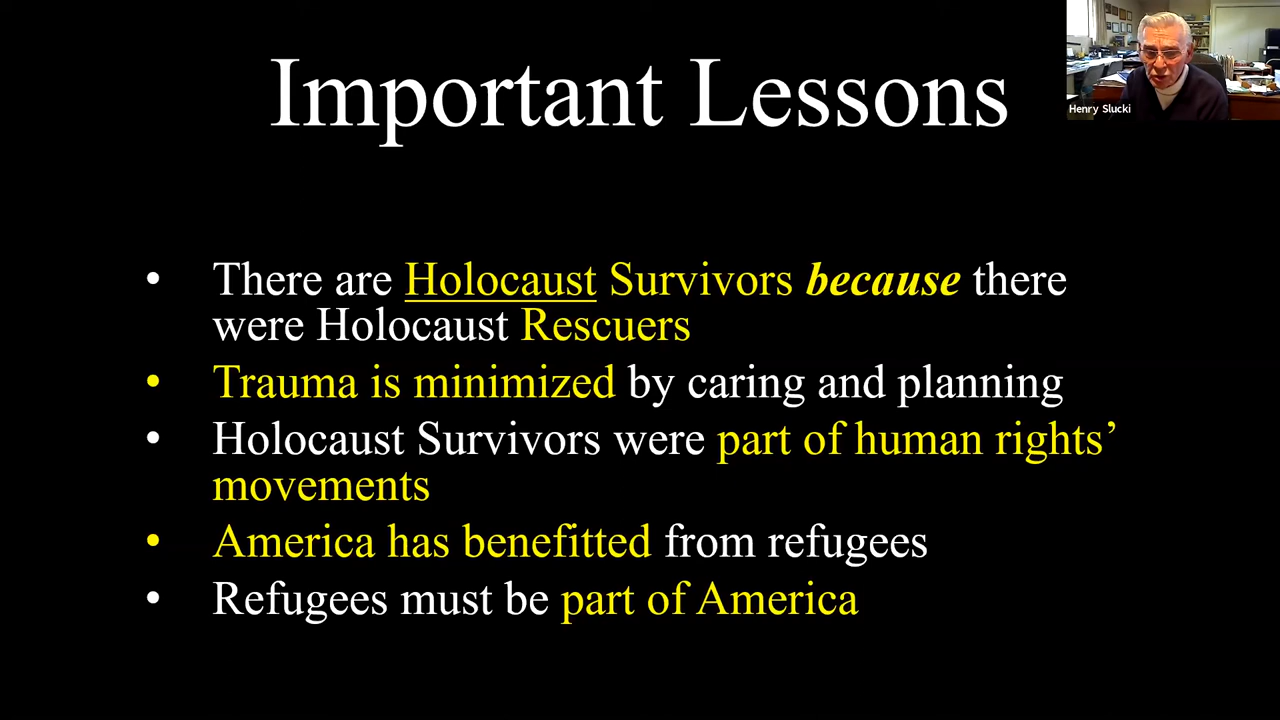 Important Lessons
Henry Slucki
• There are Holocaust Survivors because there
were Holocaust Rescuers
• Trauma is minimized by caring and planning
• Holocaust Survivors were part of human rights’
movements
• America has benefitted from refugees
• Refugees must be part of America